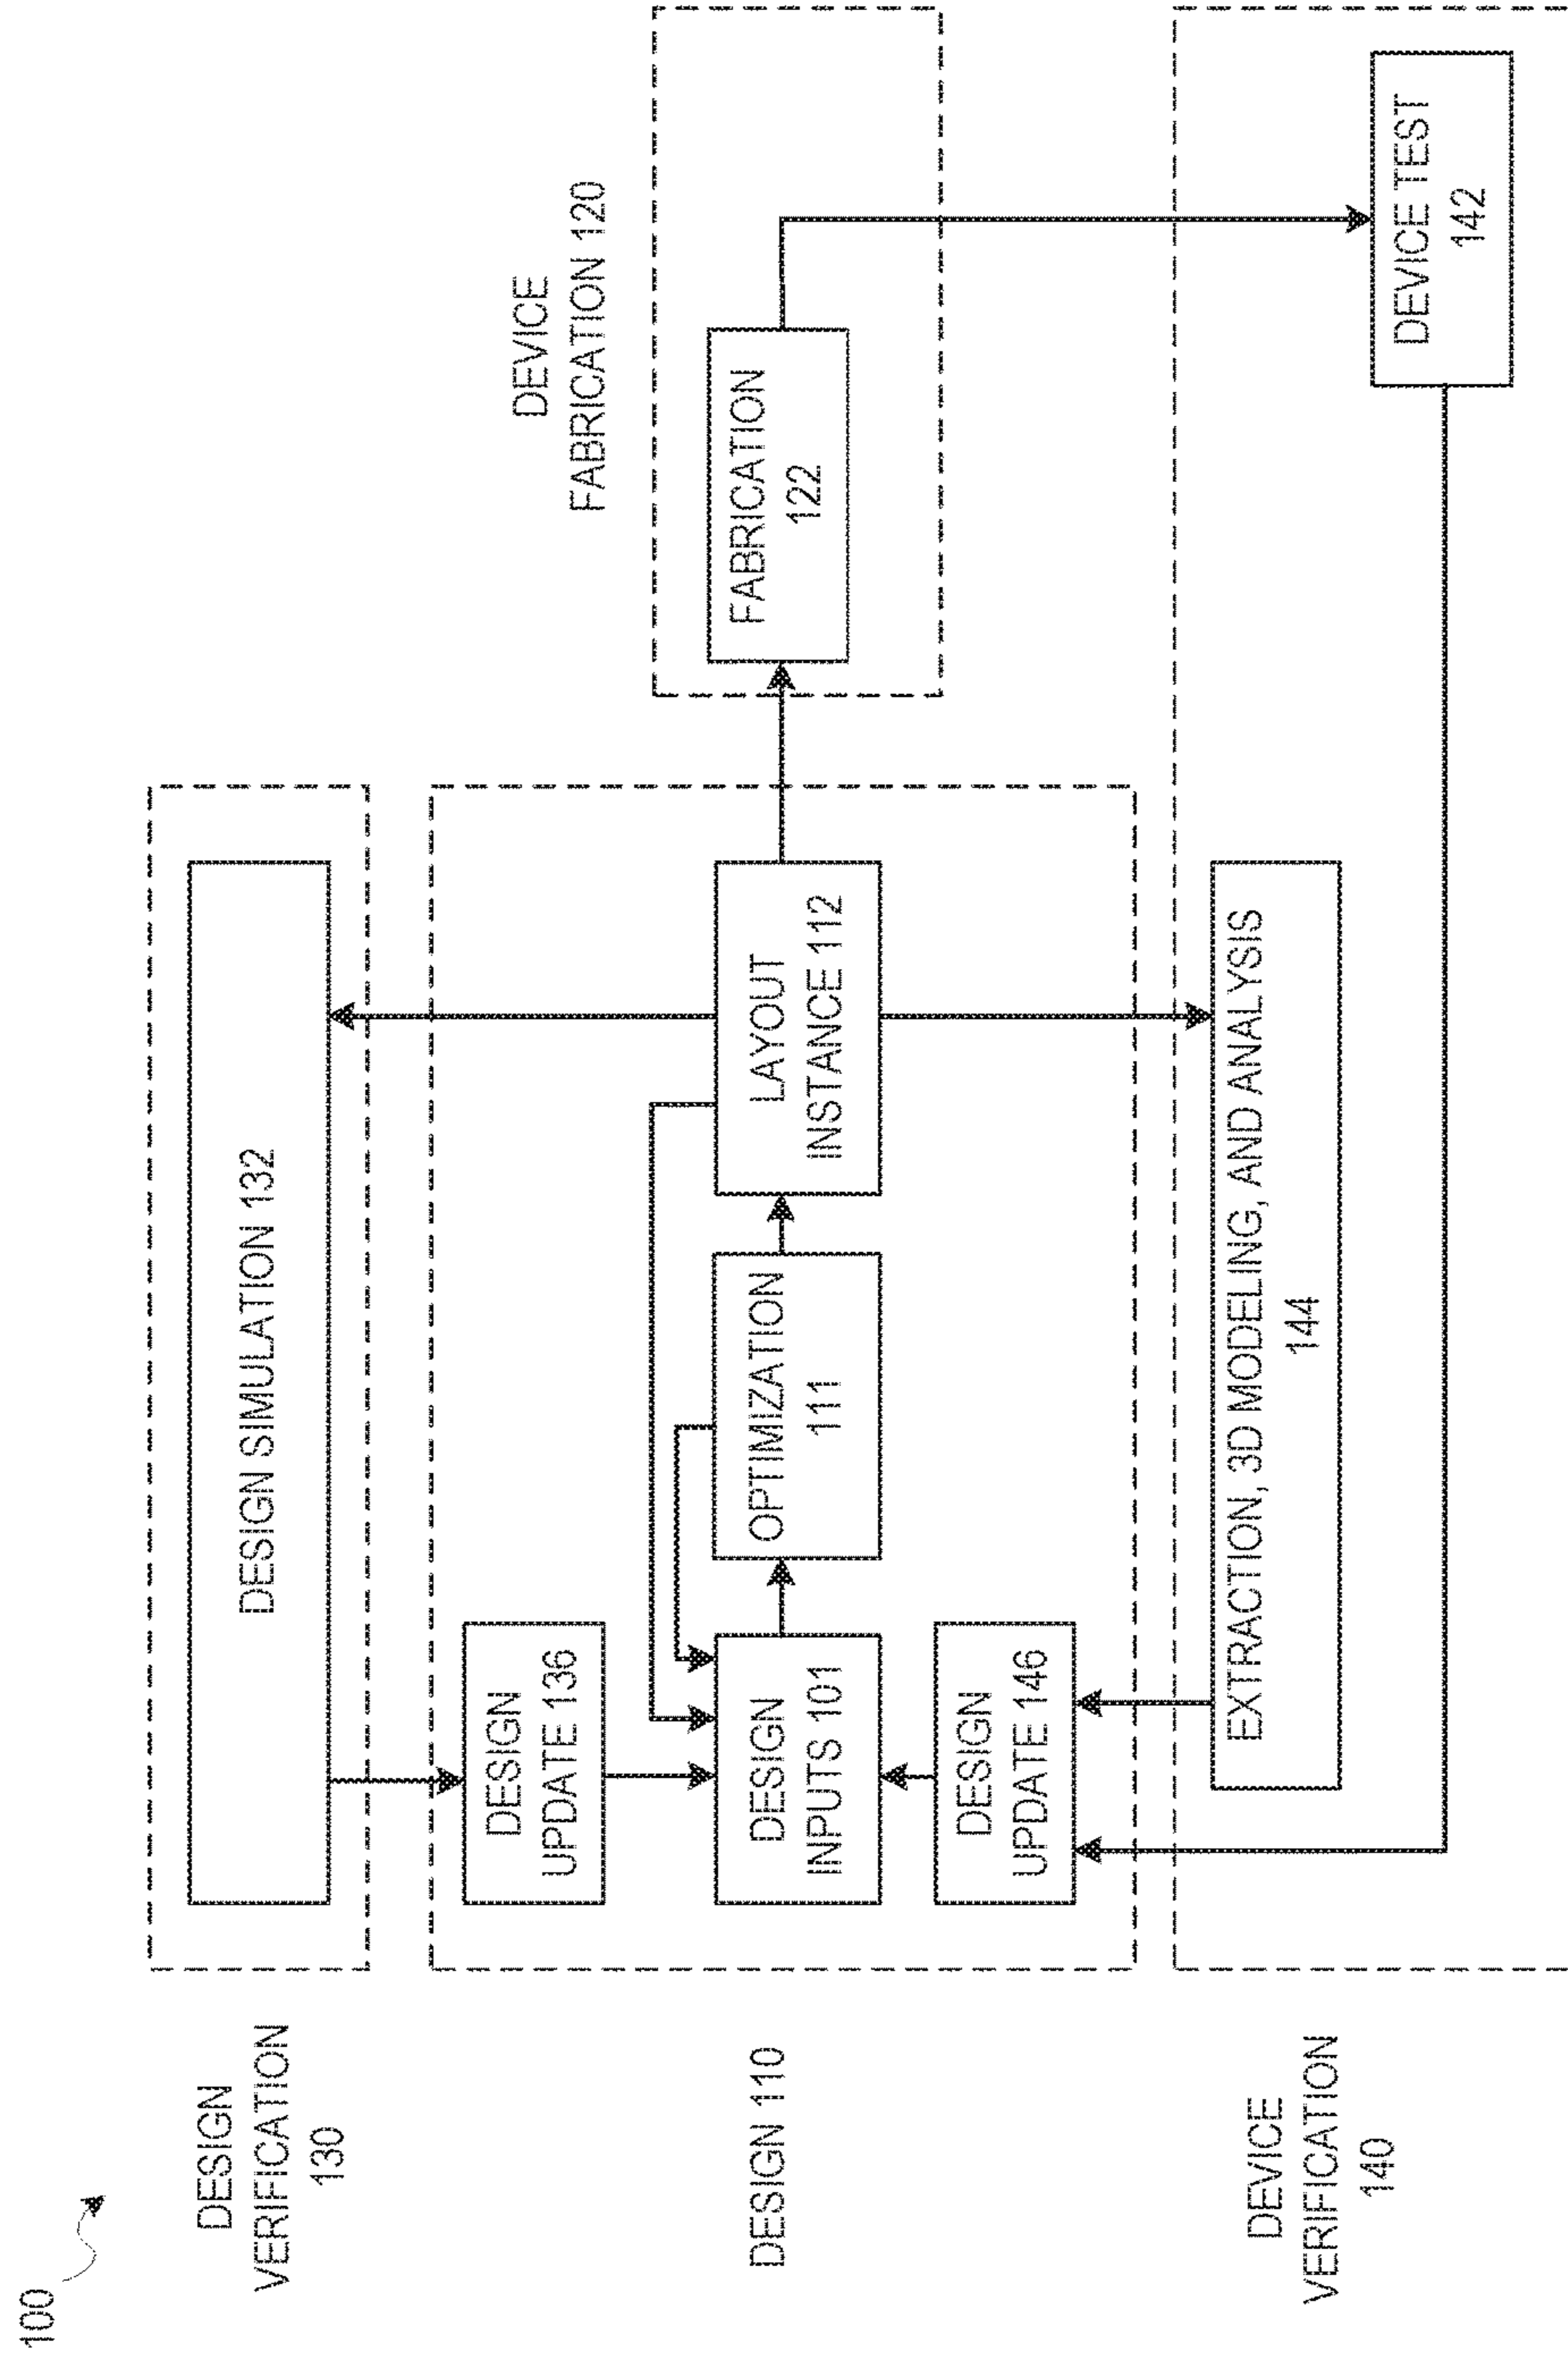 100
DESIGN
VERIFICATION
130
DESIGN SIMULATION 132
DEVICE
FABRICATION 120
DESIGN 110
DESIGN
UPDATE 136
DESIGN
INPUTS 101
OPTIMIZATION
111
LAYOUT
INSTANCE 112
FABRICATION
122
DESIGN
UPDATE 146
DEVICE
VERIFICATION
140
EXTRACTION, 3D MODELING, AND ANALYSIS
144
DEVICE TEST
142